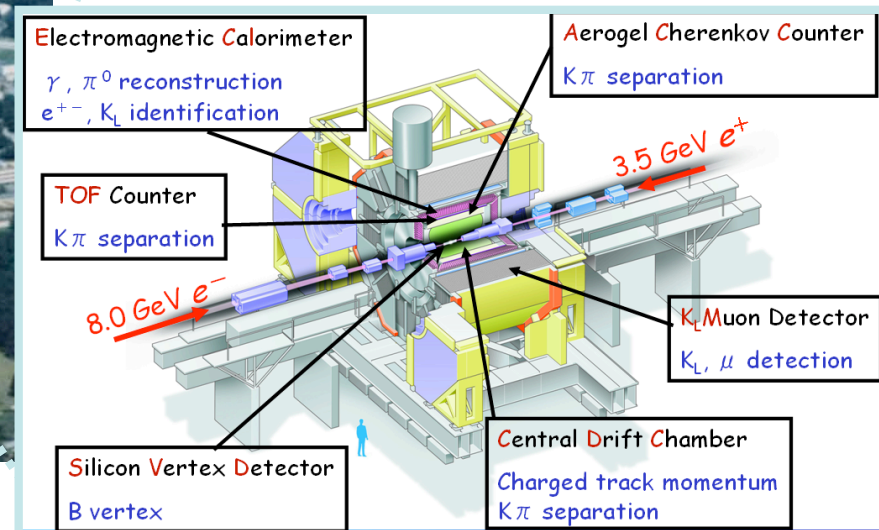 Electromagnetic Calorimeter
γ, π⁰ reconstruction
e⁺⁻, K_L identification
Aerogel Cherenkov Counter
Kπ separation
3.5 GeV e⁺
TOF Counter
Kπ separation
8.0 GeV e⁻
K_LMuon Detector
K_L, μ detection
Silicon Vertex Detector
B vertex
Central Drift Chamber
Charged track momentum
Kπ separation